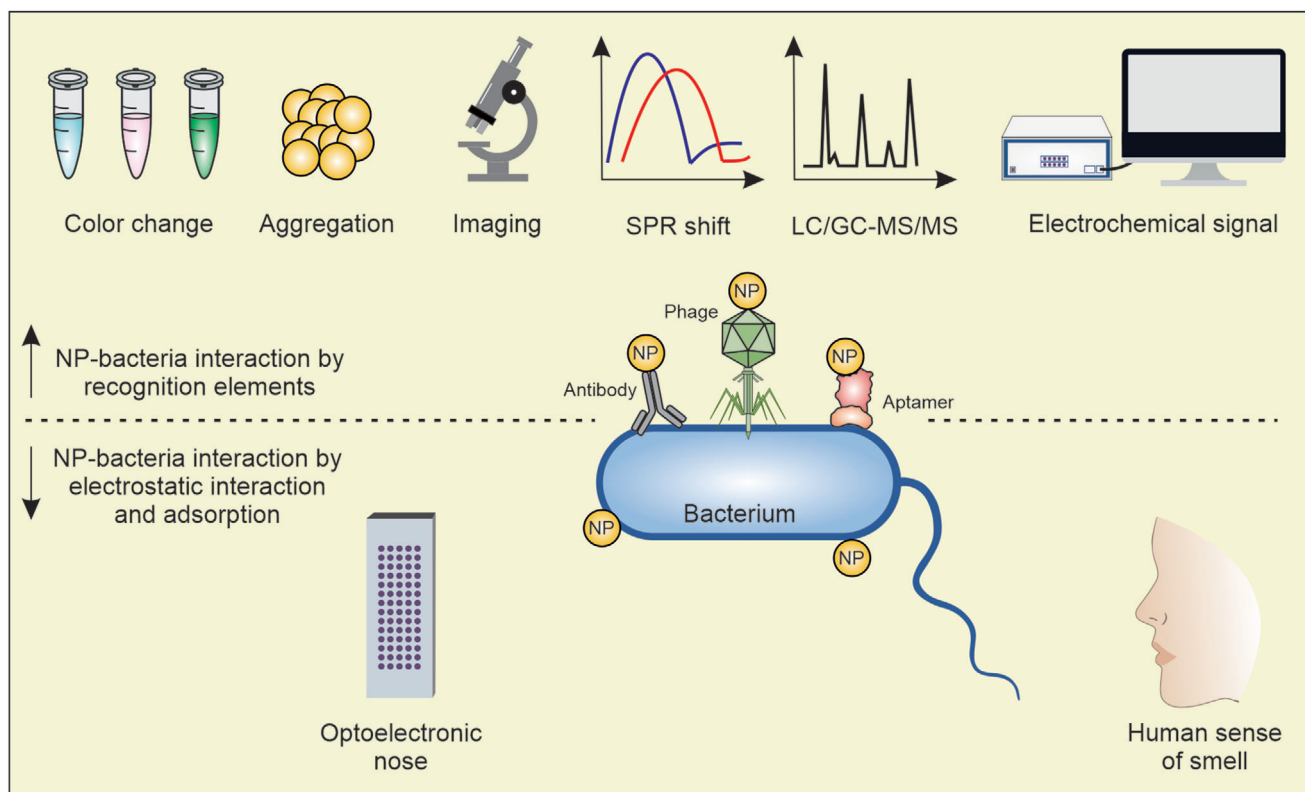 Color change
Aggregation
Imaging
SPR shift
LC/GC-MS/MS
Electrochemical signal
NP
Phage
NP-bacteria interaction by
recognition elements
NP
Antibody
NP
Aptamer
NP-bacteria interaction by
electrostatic interaction
and adsorption
Bacterium
NP
NP
Optoelectronic
nose
Human sense
of smell